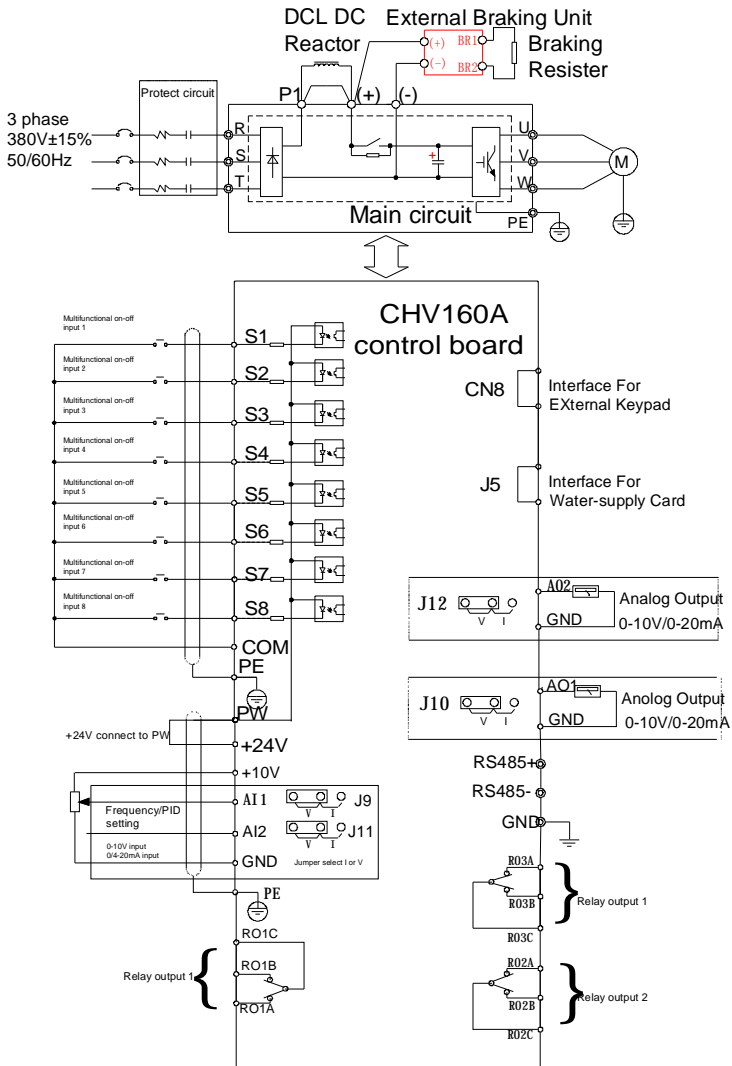 DCL DC
Reactor
External Braking Unit
(+) BR1
(-) BR2
Braking
Resister
Protect circuit
P1 (+) (-)
3 phase
380V±15%
50/60Hz
R
S
T
U
V
W
M
+
Main circuit
PE
CHV160A
control board
Multifunctional on-off
input 1
S1
Multifunctional on-off
input 2
S2
Multifunctional on-off
input 3
S3
Multifunctional on-off
input 4
S4
Multifunctional on-off
input 5
S5
Multifunctional on-off
input 6
S6
Multifunctional on-off
input 7
S7
Multifunctional on-off
input 8
S8
COM
PE
PW
+24V connect to PW
+24V
+10V
AI1
Frequency/PID
setting
AI2
0-10V input
0/4-20mA input
GND
J9
V I
J11
V I
Jumper select I or V
PE
RO1C
RO1B
RO1A
Relay output 1
CN8
Interface For
EXternal Keypad
J5
Interface For
Water-supply Card
J12
V I
AO2
GND
Analog Output
0-10V/0-20mA
J10
V I
AO1
GND
Anolog Output
0-10V/0-20mA
RS485+
RS485-
GND
RO3A
RO3B
RO3C
Relay output 1
RO2A
RO2B
RO2C
Relay output 2